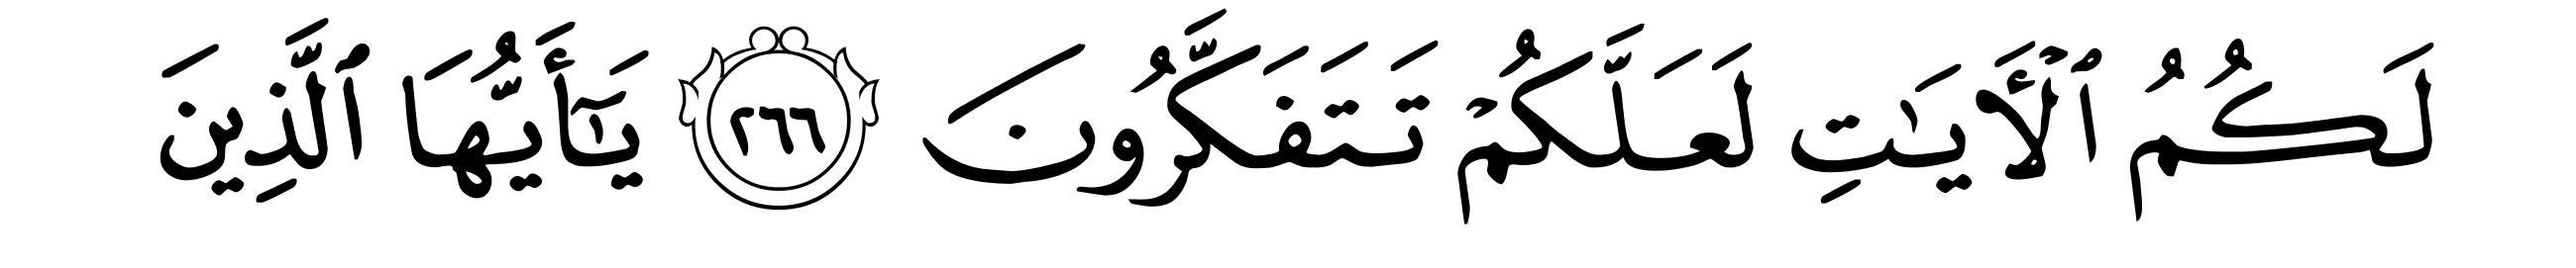 لَكُمُ ٱلْأَيَٰتِ لَعَلَّكُمْ تَتَفَكَّرُونَ ٢٦٦ يَٰٓأَيُّهَا ٱلَّذِينَ